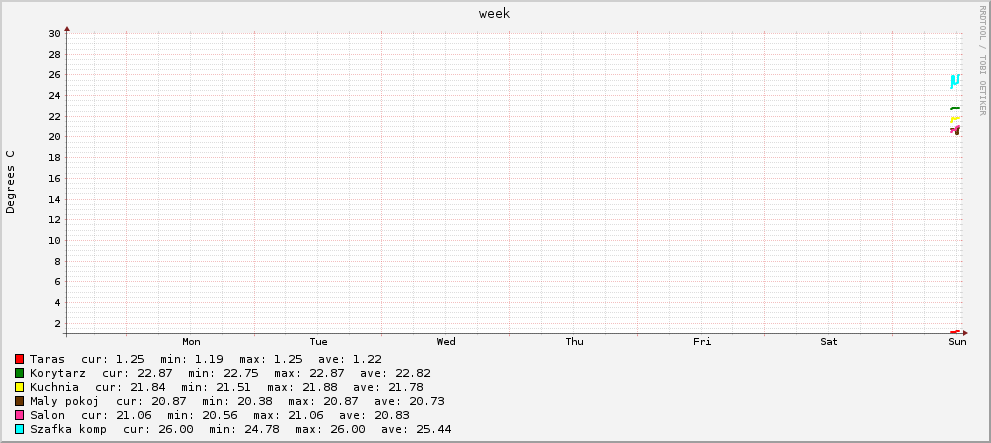 week
RRDTOOL / TOBI OETIKER
Degrees C
30
28
26
24
22
20
18
16
14
12
10
8
6
4
2
Mon Tue Wed Thu Fri Sat Sun
Taras cur: 1.25 min: 1.19 max: 1.25 ave: 1.22
Korytarz cur: 22.87 min: 22.75 max: 22.87 ave: 22.82
Kuchnia cur: 21.84 min: 21.51 max: 21.88 ave: 21.78
Maly pokoj cur: 20.87 min: 20.38 max: 20.87 ave: 20.73
Salon cur: 21.06 min: 20.56 max: 21.06 ave: 20.83
Szafka komp cur: 26.00 min: 24.78 max: 26.00 ave: 25.44